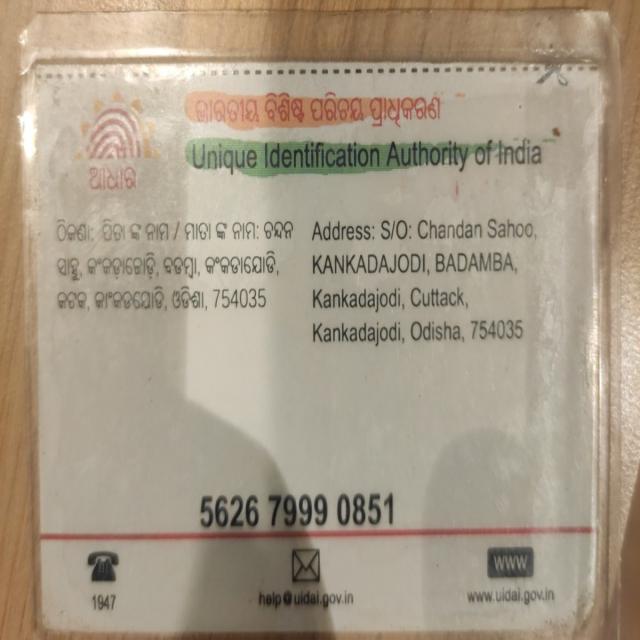 ଭାରତୀୟ ବିଶିଷ୍ଟ ପରିଚୟ ପ୍ରାଧିକରଣ
Unique Identification Authority of India
ଆଧାର
ଠିକଣା: ପିତା ଙ୍କ ନାମ / ମାତା ଙ୍କ ନାମ: ଚନ୍ଦନ
ସାହୁ, କଂକଡ଼ାଯୋଡ଼ି, ବଡମ୍ବା, କଂକଡାଯୋଡି,
କଟକ, କାଂକଡଯୋଡି, ଓଡିଶା, 754035
Address: S/O: Chandan Sahoo,
KANKADAJODI, BADAMBA,
Kankadajodi, Cuttack,
Kankadajodi, Odisha, 754035
5626 7999 0851
1947
help@uidai.gov.in
www
www.uidai.gov.in